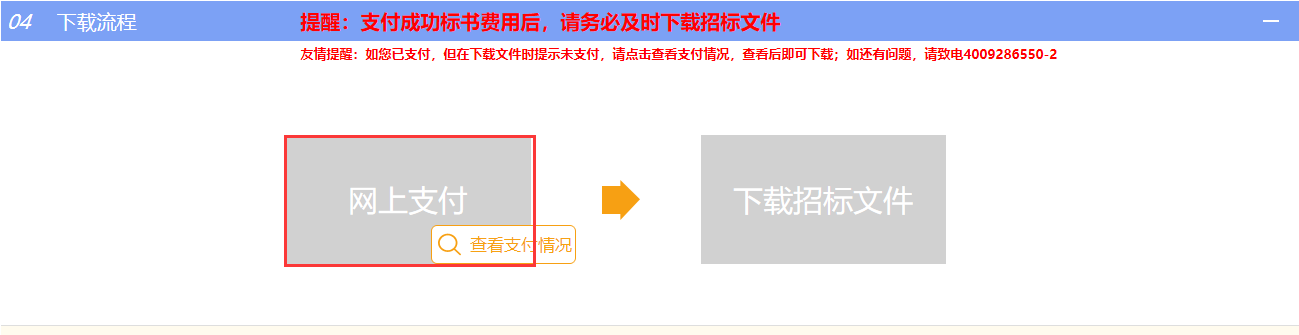 04 下载流程 提醒：支付成功标书费用后，请务必及时下载招标文件
友情提醒：如您已支付，但在下载文件时提示未支付，请点击查看支付情况，查看后即可下载；如还有问题，请致电4009286550-2
网上支付
查看支付情况
下载招标文件